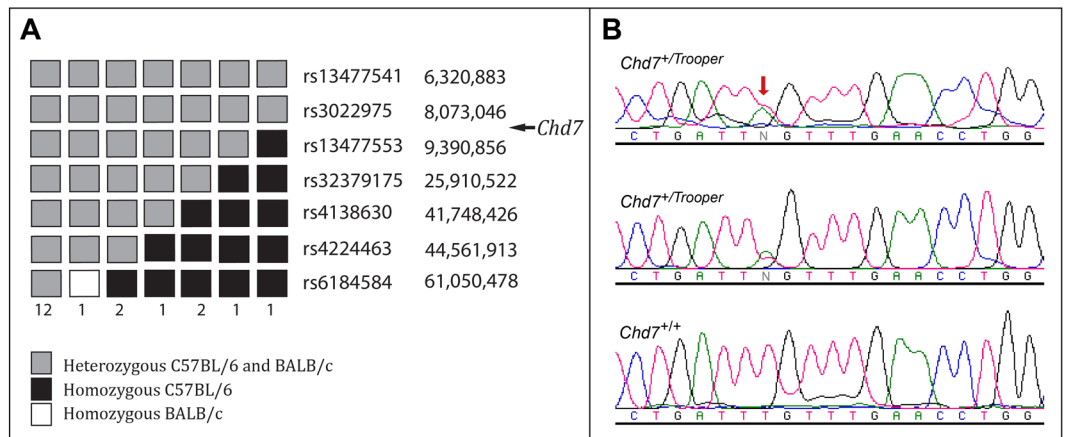 A
rs13477541 6,320,883
rs3022975 8,073,046
Chd7
rs13477553 9,390,856
rs32379175 25,910,522
rs4138630 41,748,426
rs4224463 44,561,913
rs6184584 61,050,478
12 1 2 1 2 1 1
Heterozygous C57BL/6 and BALB/c
Homozygous C57BL/6
Homozygous BALB/c
B
Chd7+/Trooper
C T G A T T N G T T T G A A C C T G G
Chd7+/Trooper
C T G A T T N G T T T G A A C C T G G
Chd7+/+
C T G A T T T G T T T G A A C C T G G